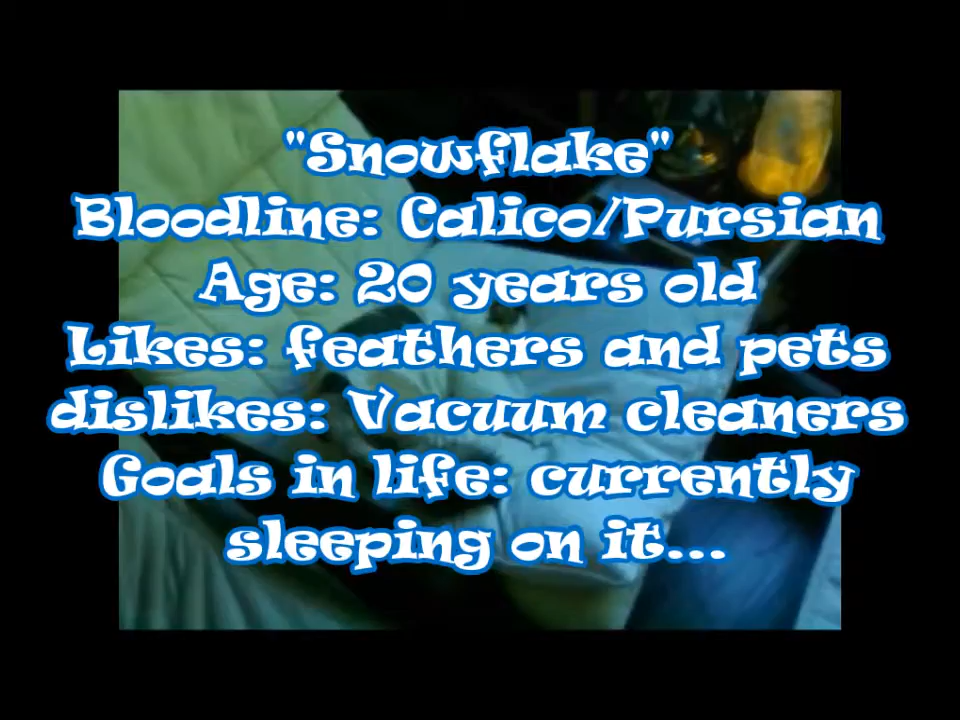 "Snowflake"
Bloodline: Calico/Pursian
Age: 20 years old
Likes: feathers and pets
dislikes: Vacuum cleaners
Goals in life: currently
sleeping on it...